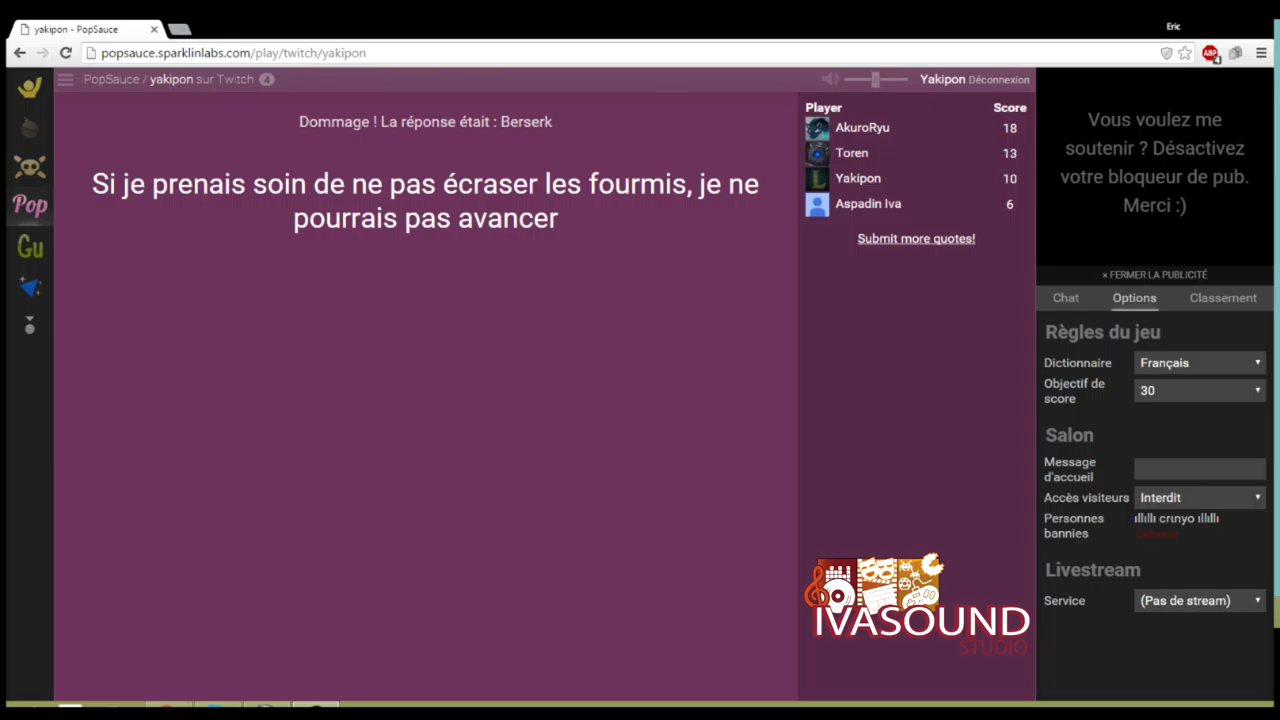 yakipon - PopSauce
Eric
popsauce.sparklinlabs.com/play/twitch/yakipon
PopSauce / yakipon sur Twitch 4
Yakipon Déconnexion
Dommage ! La réponse était : Berserk
Si je prenais soin de ne pas écraser les fourmis, je ne
pourrais pas avancer
Pop
Gu
Player Score
AkuroRyu 18
Toren 13
Yakipon 10
Aspadin Iva 6
Submit more quotes!
Vous voulez me
soutenir ? Désactivez
votre bloqueur de pub.
Merci :)
× FERMER LA PUBLICITÉ
Chat Options Classement
Règles du jeu
Dictionnaire Français
Objectif de
score 30
Salon
Message
d'accueil
Accès visiteurs Interdit
Personnes
bannies
Livestream
Service (Pas de stream)
IVASOUND
STUDIO
ABP